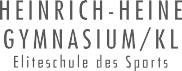 HEINRICH-HEINE
GYMNASIUM/KL
Eliteschule des Sports